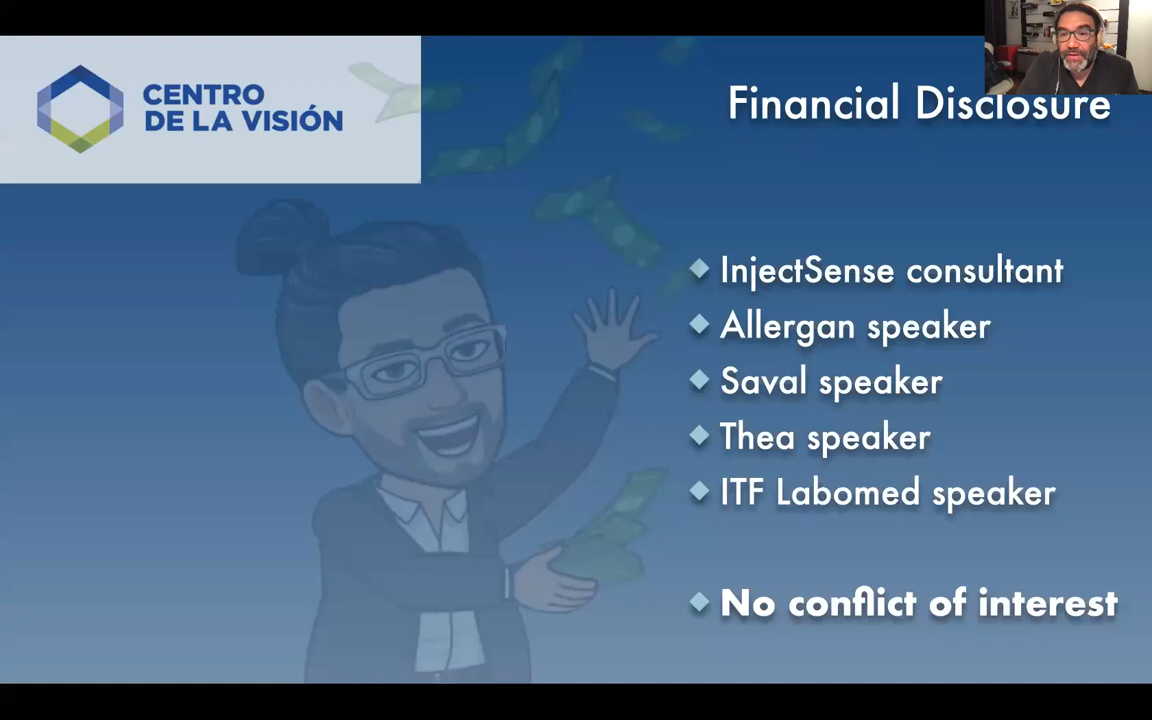 CENTRO
DE LA VISIÓN
Financial Disclosure
InjectSense consultant
Allergan speaker
Saval speaker
Thea speaker
ITF Labomed speaker
No conflict of interest